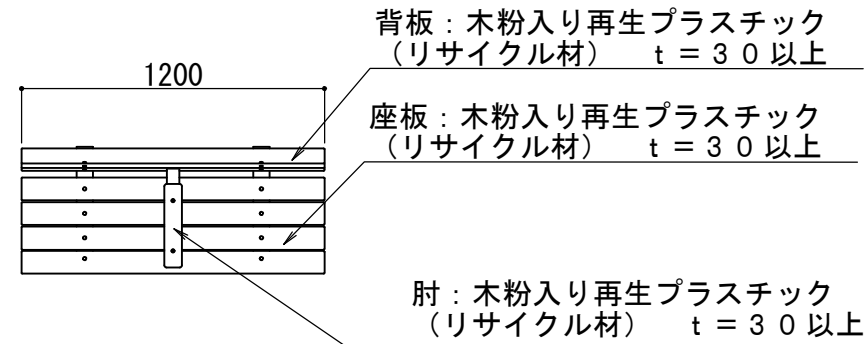 背板：木粉入り再生プラスチック
（リサイクル材）　ｔ＝３０以上
1200
座板：木粉入り再生プラスチック
（リサイクル材）　ｔ＝３０以上
肘：木粉入り再生プラスチック
（リサイクル材）　ｔ＝３０以上